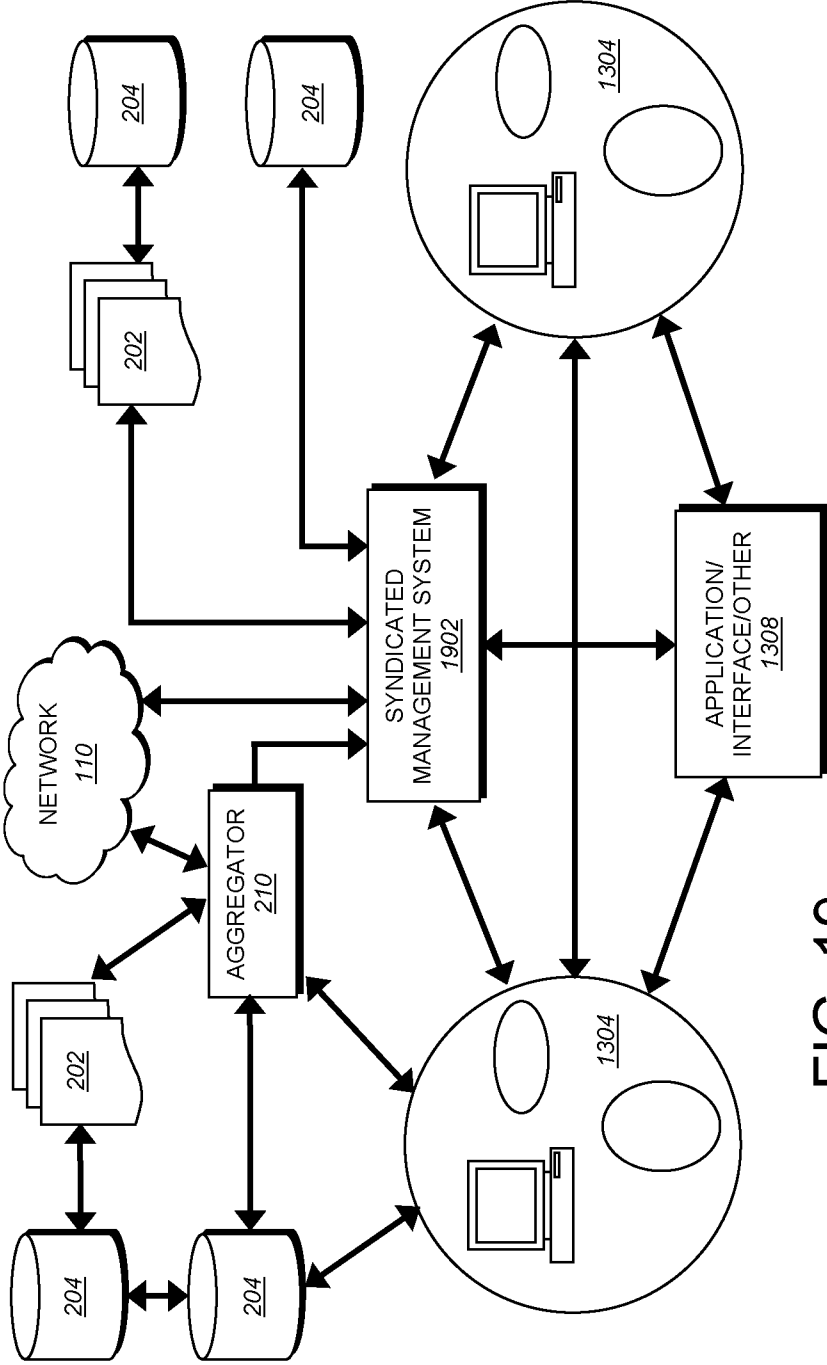 204
202
NETWORK
110
202
204
204
AGGREGATOR
210
204
SYNDICATED
MANAGEMENT SYSTEM
1902
1304
1304
APPLICATION/
INTERFACE/OTHER
1308
FIG.